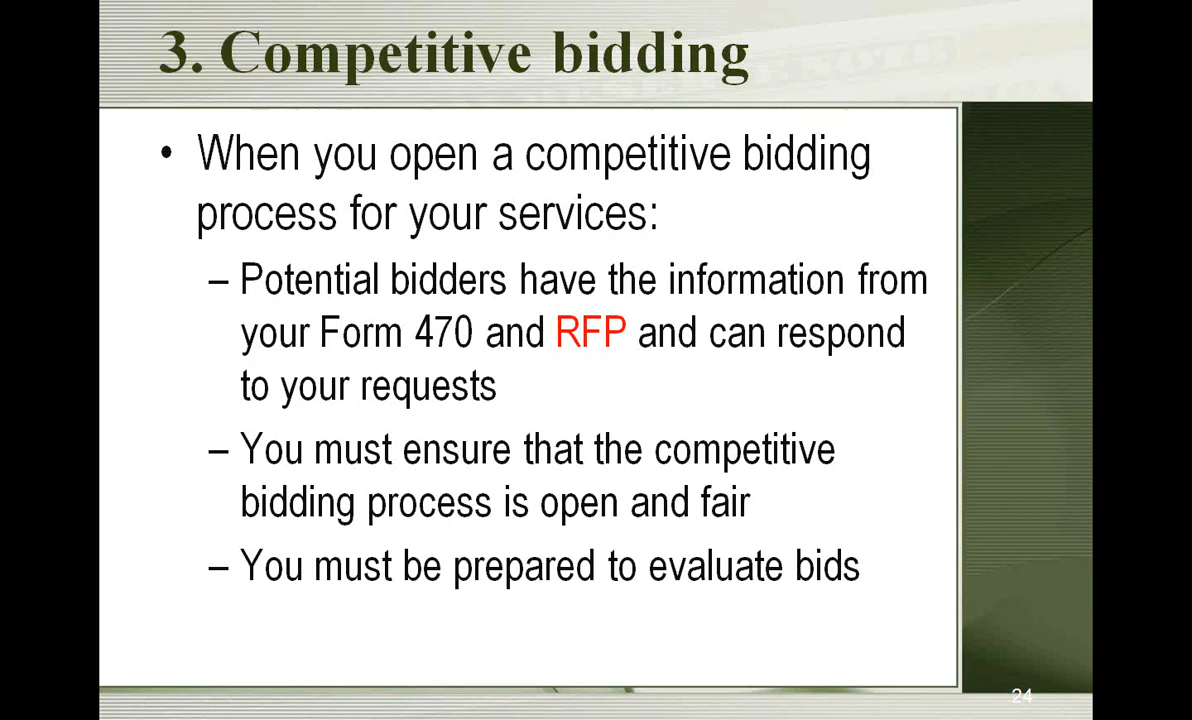 3. Competitive bidding
• When you open a competitive bidding
process for your services:
– Potential bidders have the information from
your Form 470 and RFP and can respond
to your requests
– You must ensure that the competitive
bidding process is open and fair
– You must be prepared to evaluate bids
24